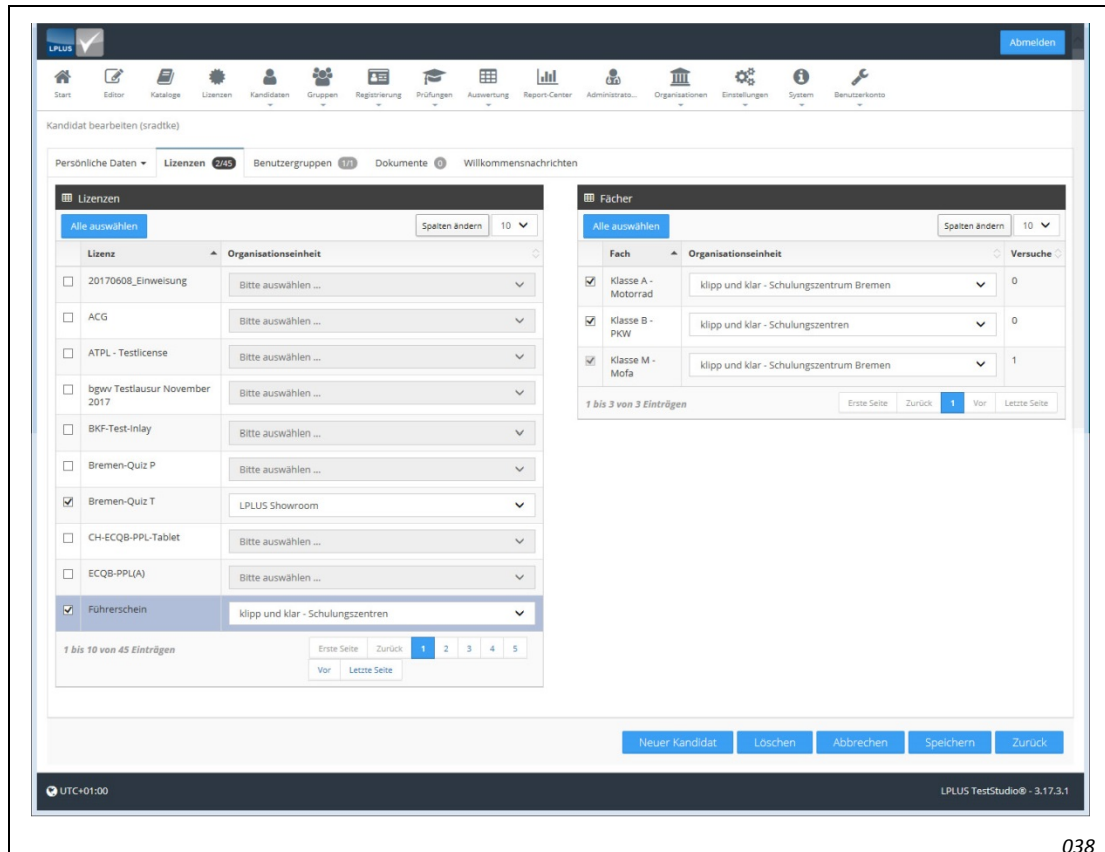 LPLUS
Abmelden
Start Editor Kataloge Lizenzen Kandidaten Gruppen Registrierung Prüfungen Auswertung Report-Center Administrato... Organisationen Einstellungen System Benutzerkonto
Kandidat bearbeiten (sradtke)
Persönliche Daten Lizenzen 2/45 Benutzergruppen 1/1 Dokumente 0 Willkommensnachrichten
Lizenzen
Alle auswählen Spalten ändern 10
Lizenz Organisationseinheit
20170608_Einweisung Bitte auswählen ...
ACG Bitte auswählen ...
ATPL - Testlicense Bitte auswählen ...
bgwv Testlausur November
2017
Bitte auswählen ...
BKF-Test-Inlay Bitte auswählen ...
Bremen-Quiz P Bitte auswählen ...
Bremen-Quiz T LPLUS Showroom
CH-ECQB-PPL-Tablet Bitte auswählen ...
ECQB-PPL(A) Bitte auswählen ...
Führerschein klipp und klar - Schulungszentren
1 bis 10 von 45 Einträgen Erste Seite Zurück 1 2 3 4 5
Vor Letzte Seite
Fächer
Alle auswählen Spalten ändern 10
Fach Organisationseinheit Versuche
Klasse A -
Motorrad
klipp und klar - Schulungszentrum Bremen 0
Klasse B -
PKW
klipp und klar - Schulungszentren 0
Klasse M -
Mofa
klipp und klar - Schulungszentrum Bremen 1
1 bis 3 von 3 Einträgen Erste Seite Zurück 1 Vor Letzte Seite
Neuer Kandidat Löschen Abbrechen Speichern Zurück
UTC+01:00 LPLUS TestStudio® - 3.17.3.1
038